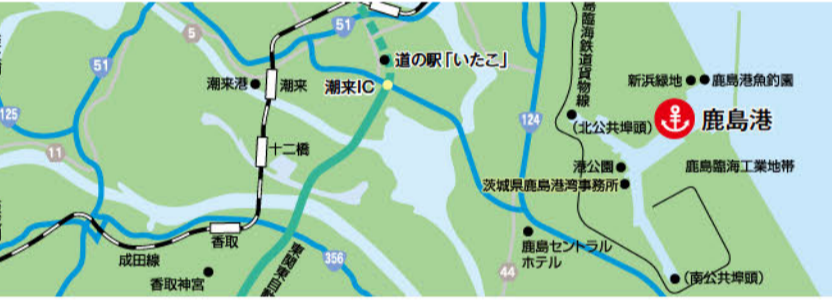 51
5
51
125
11
潮来港
潮来
道の駅「いたこ」
潮来IC
十二橋
香取
成田線
香取神宮
東関東自動
356
島臨海鉄道貨物線
124
44
新浜緑地
鹿島港魚釣園
鹿島港
(北公共埠頭)
港公園
鹿島臨海工業地帯
茨城県鹿島港湾事務所
鹿島セントラル
ホテル
(南公共埠頭)